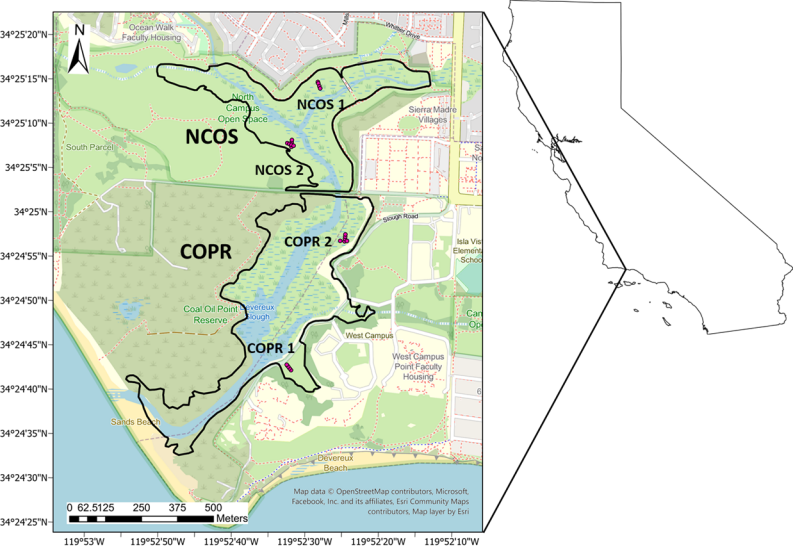 Ocean Walk
Faculty Housing
Whittier Drive
34°25'20"N
N
34°25'15"N
North
Campus
Open Space
NCOS 1
Sierra Madre
Villages
34°25'10"N
NCOS
South Parcel
34°25'5"N
NCOS 2
34°25'N
Slough Road
COPR 2
COPR
Isla Vista
Elementary
School
34°24'55"N
34°24'50"N
Coal Oil Point
Reserve
Devereux
Slough
West Campus
34°24'45"N
COPR 1
West Campus
Point Faculty
Housing
34°24'40"N
Sands Beach
34°24'35"N
34°24'30"N
Devereux
Beach
Map data © OpenStreetMap contributors, Microsoft,
Facebook, Inc. and its affiliates, Esri Community Maps
contributors, Map layer by Esri
0 62.5125 250 375 500
Meters
34°24'25"N
119°53'W 119°52'50"W 119°52'40"W 119°52'30"W 119°52'20"W 119°52'10"W